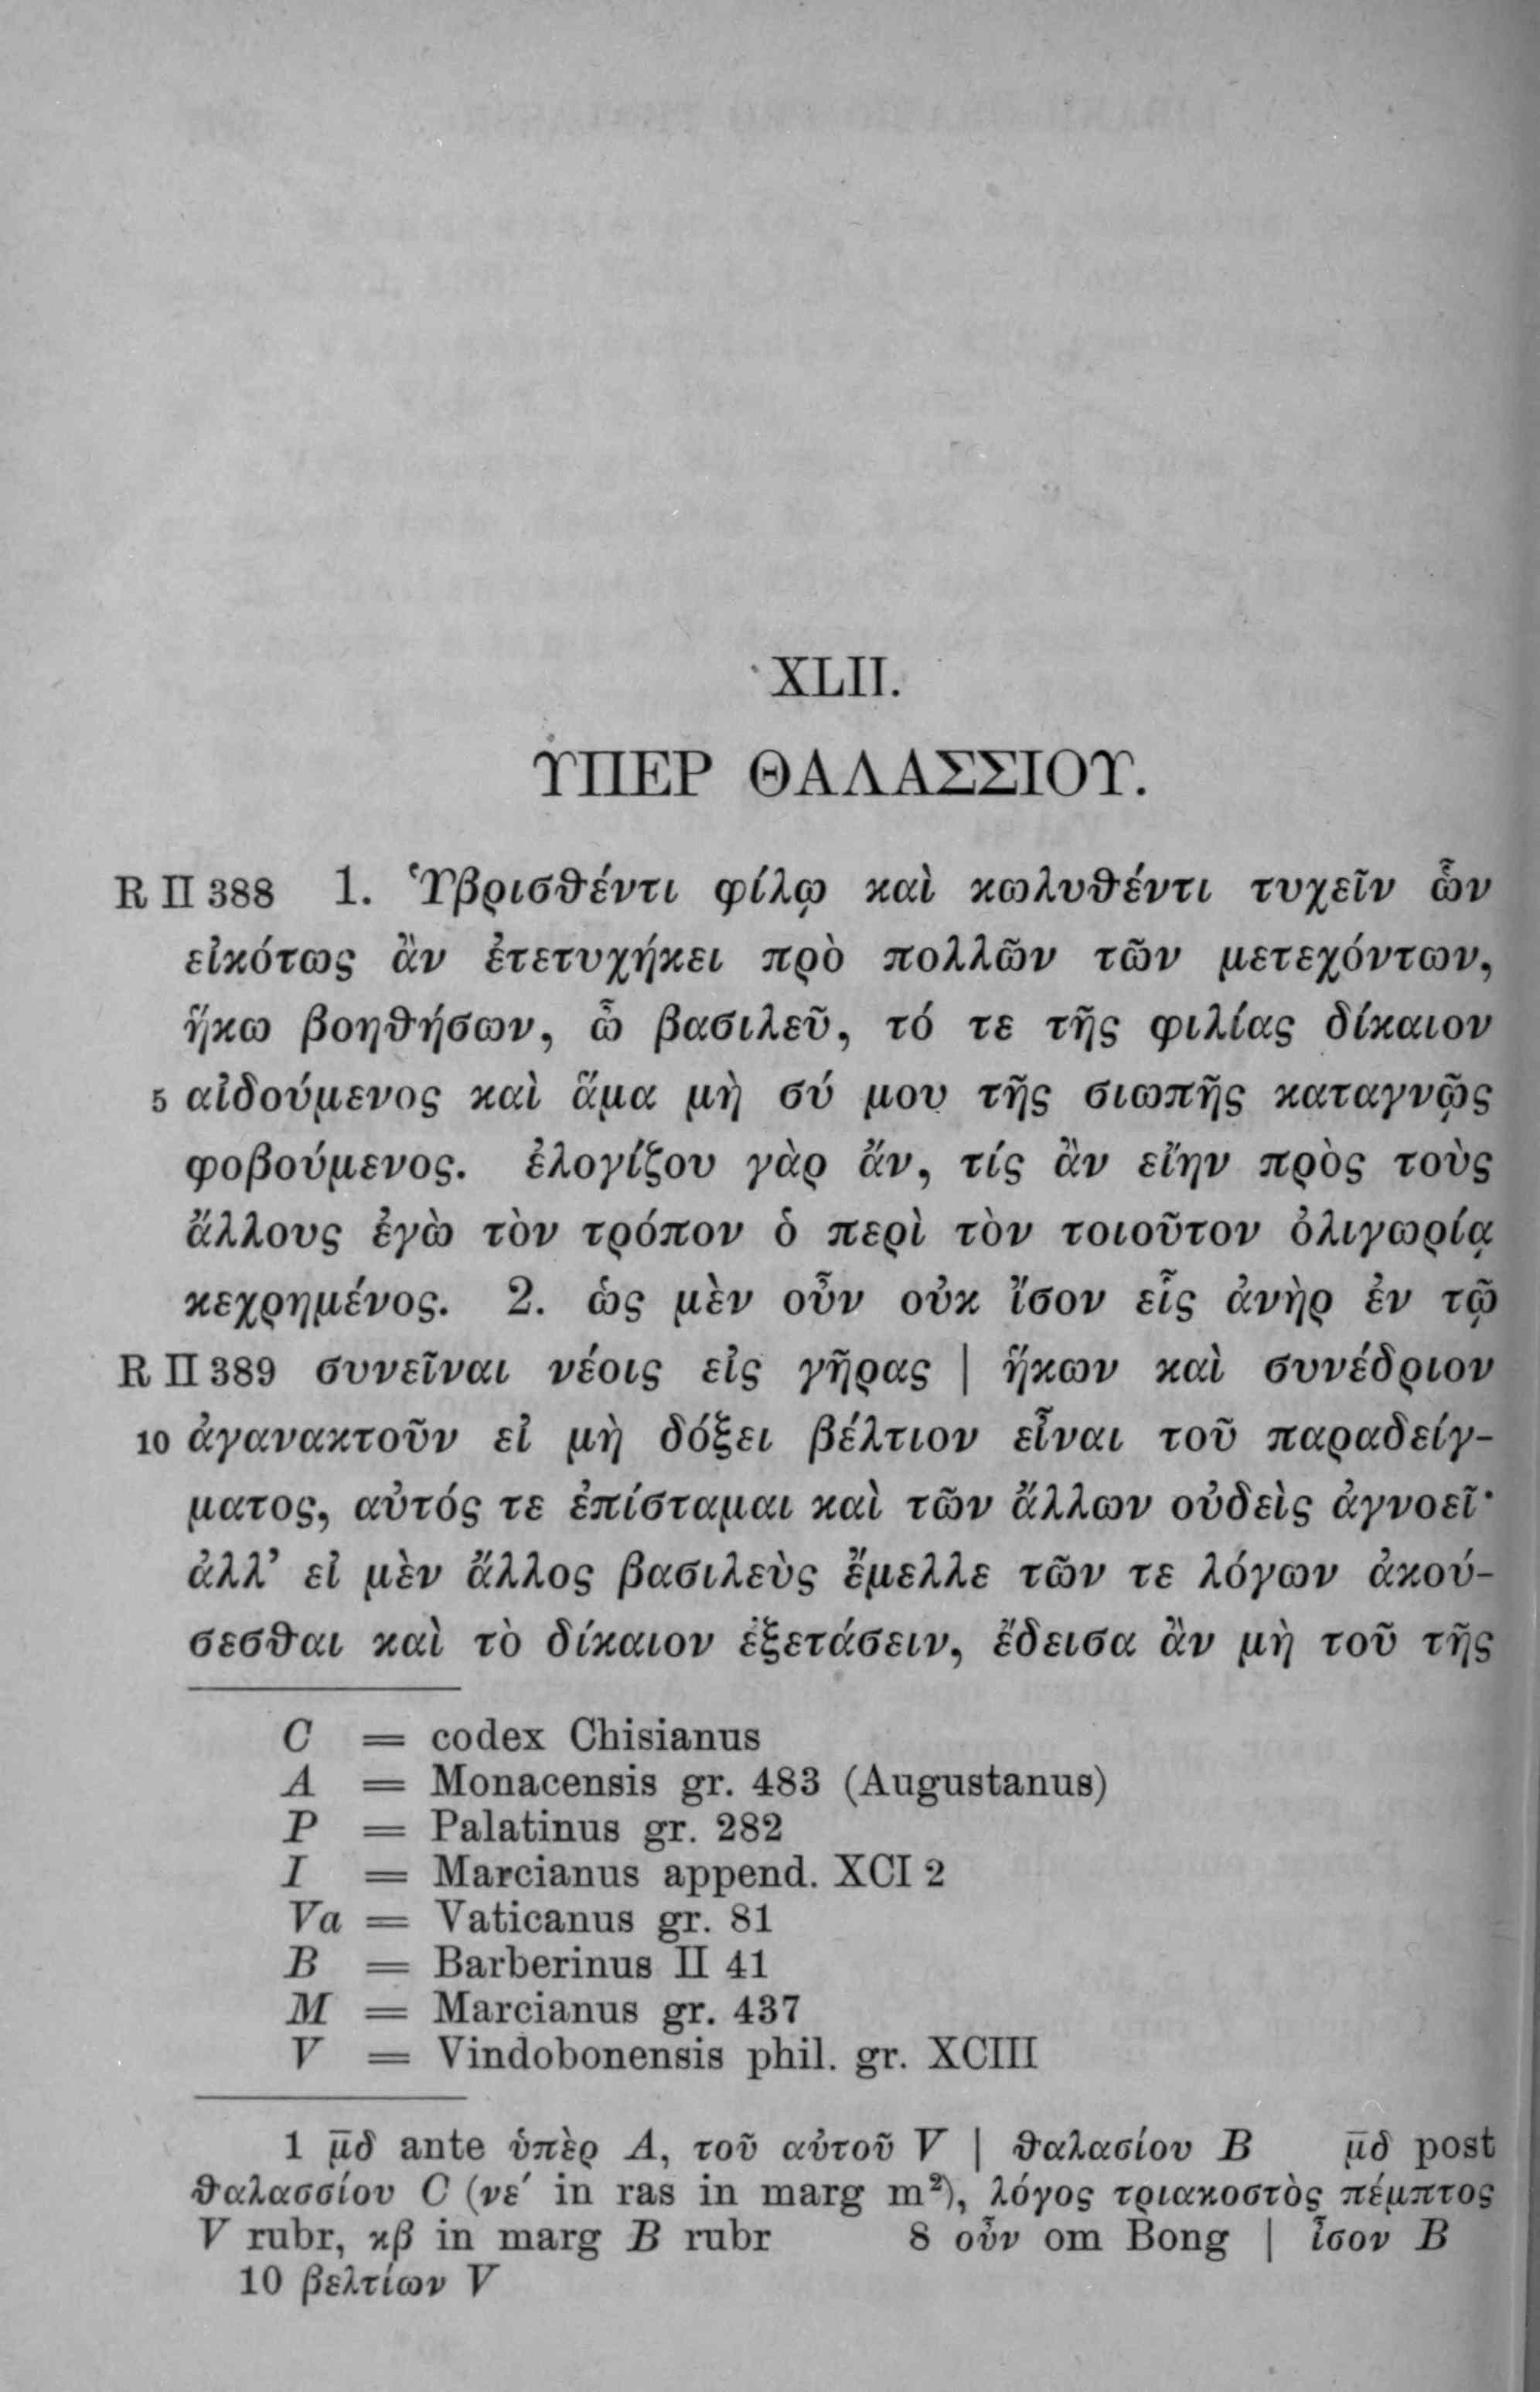 XLII.
ΥΠΕΡ ΘΑΛΑΣΣΙΟΥ.
R II 388 1. Ὑβρισθέντι φίλῳ καὶ κωλυθέντι τυχεῖν ὧν
εἰκότως ἂν ἐτετυχήκει πρὸ πολλῶν τῶν μετεχόντων,
ἥκω βοηθήσων, ὦ βασιλεῦ, τό τε τῆς φιλίας δίκαιον
5 αἰδούμενος καὶ ἅμα μὴ σύ μου τῆς σιωπῆς καταγνῷς
φοβούμενος. ἐλογίζου γὰρ ἄν, τίς ἂν εἴην πρὸς τοὺς
ἄλλους ἐγὼ τὸν τρόπον ὁ περὶ τὸν τοιοῦτον ὀλιγωρίᾳ
κεχρημένος. 2. ὡς μὲν οὖν οὐκ ἴσον εἷς ἀνὴρ ἐν τῷ
R II 389 συνεῖναι νέοις εἰς γῆρας | ἥκων καὶ συνέδριον
10 ἀγανακτοῦν εἰ μὴ δόξει βέλτιον εἶναι τοῦ παραδείγ-
ματος, αὐτός τε ἐπίσταμαι καὶ τῶν ἄλλων οὐδεὶς ἀγνοεῖ·
ἀλλ’ εἰ μὲν ἄλλος βασιλεὺς ἔμελλε τῶν τε λόγων ἀκού-
σεσθαι καὶ τὸ δίκαιον ἐξετάσειν, ἔδεισα ἂν μὴ τοῦ τῆς
C = codex Chisianus
A = Monacensis gr. 483 (Augustanus)
P = Palatinus gr. 282
I = Marcianus append. XCI 2
Va = Vaticanus gr. 81
B = Barberinus II 41
M = Marcianus gr. 437
V = Vindobonensis phil. gr. XCIII
1 μ̅δ ante ὑπὲρ A, τοῦ αὐτοῦ V | θαλασίου B μ̅δ post
θαλασσίου C (νε′ in ras in marg m²), λόγος τριακοστὸς πέμπτος
V rubr, κβ in marg B rubr 8 οὖν om Bong | ἶσον B
10 βελτίων V